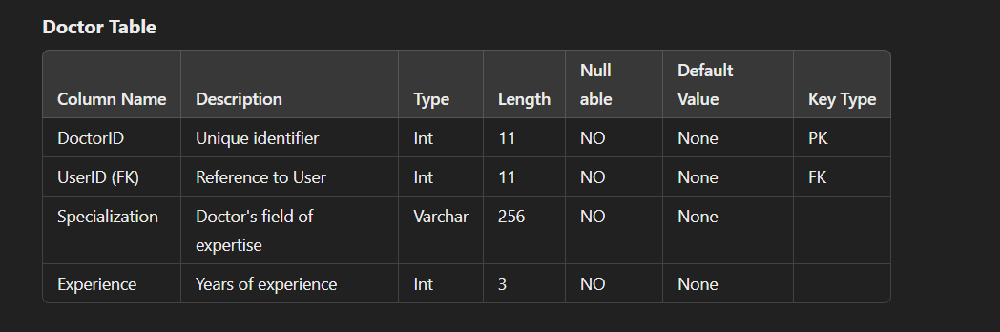 Doctor Table
Column Name Description Type Length Null able Default Value Key Type
DoctorID Unique identifier Int 11 NO None PK
UserID (FK) Reference to User Int 11 NO None FK
Specialization Doctor's field of expertise Varchar 256 NO None
Experience Years of experience Int 3 NO None